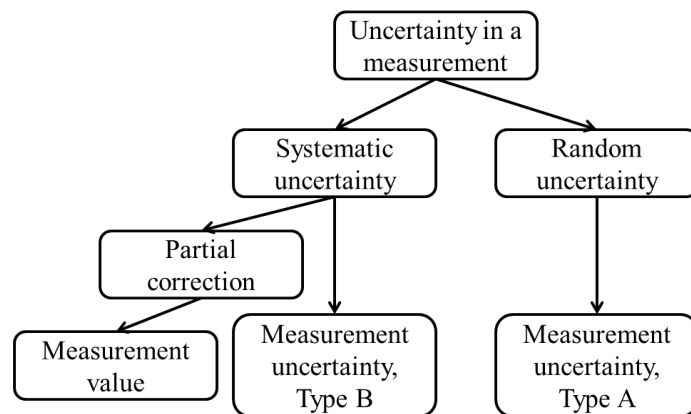 Uncertainty in a
measurement
Systematic
uncertainty
Random
uncertainty
Partial
correction
Measurement
value
Measurement
uncertainty,
Type B
Measurement
uncertainty,
Type A